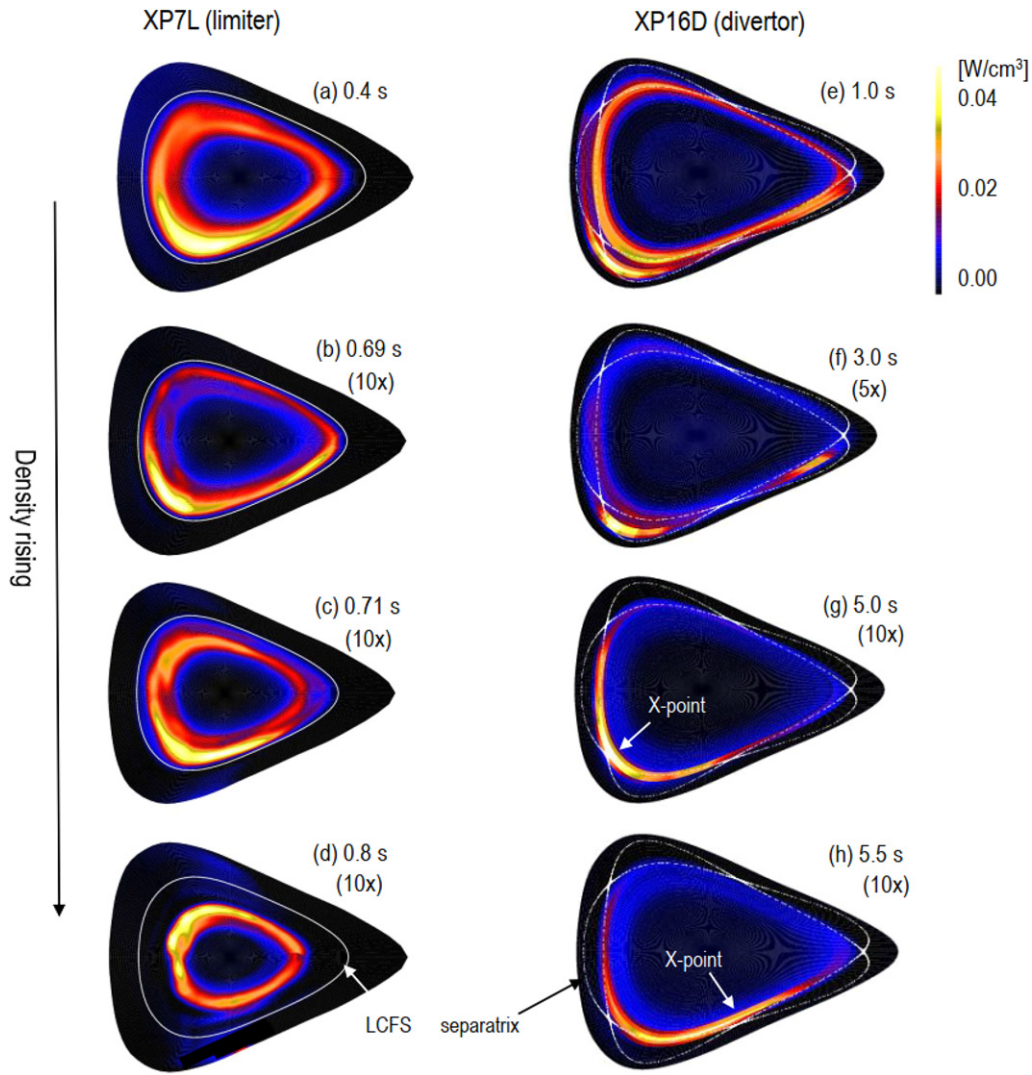 XP7L (limiter)
XP16D (divertor)
(a) 0.4 s
(e) 1.0 s
[W/cm³]
0.04
0.02
0.00
(b) 0.69 s
(10x)
(f) 3.0 s
(5x)
Density rising
(c) 0.71 s
(10x)
(g) 5.0 s
(10x)
X-point
(d) 0.8 s
(10x)
(h) 5.5 s
(10x)
X-point
LCFS
separatrix